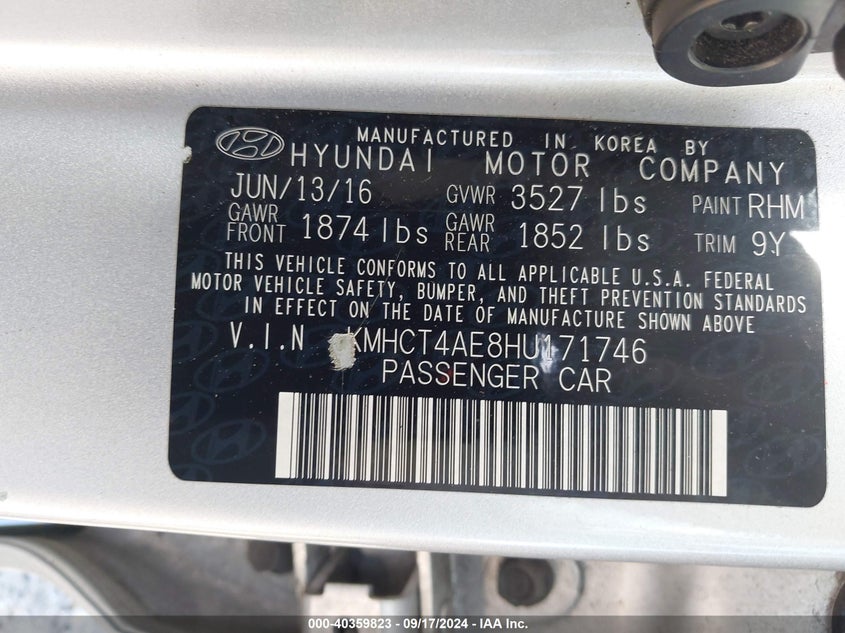 MANUFACTURED IN KOREA BY
HYUNDAI MOTOR COMPANY
JUN/13/16 GVWR 3527 lbs PAINT RHM
GAWR FRONT 1874 lbs GAWR REAR 1852 lbs TRIM 9Y
THIS VEHICLE CONFORMS TO ALL APPLICABLE U.S.A. FEDERAL
MOTOR VEHICLE SAFETY, BUMPER, AND THEFT PREVENTION STANDARDS
IN EFFECT ON THE DATE OF MANUFACTURE SHOWN ABOVE
V.I.N KMHCT4AE8HU171746
PASSENGER CAR
000-40359823 - 09/17/2024 - IAA Inc.